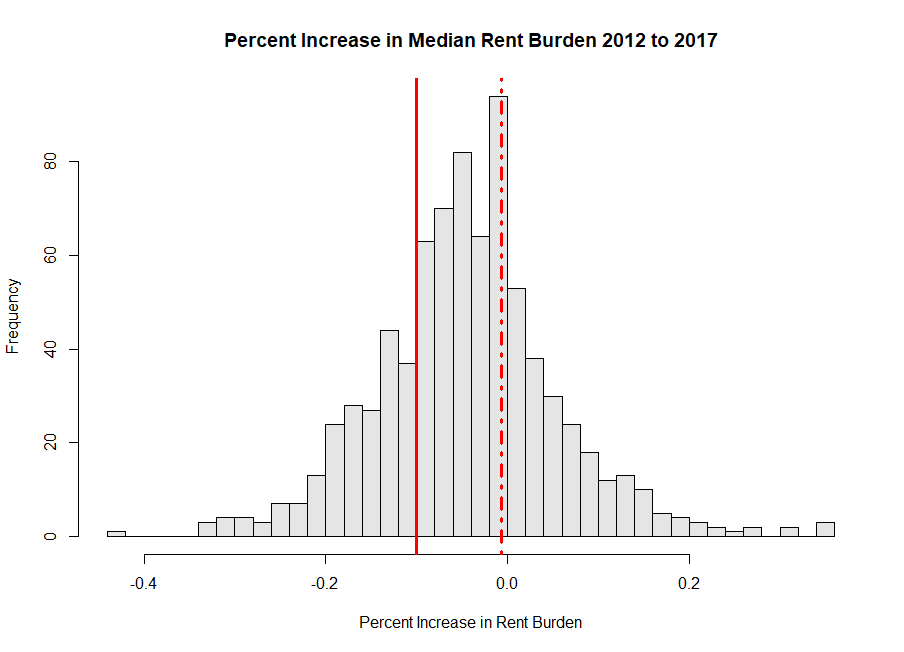 Percent Increase in Median Rent Burden 2012 to 2017
Frequency
80
60
40
20
0
-0.4 -0.2 0.0 0.2
Percent Increase in Rent Burden